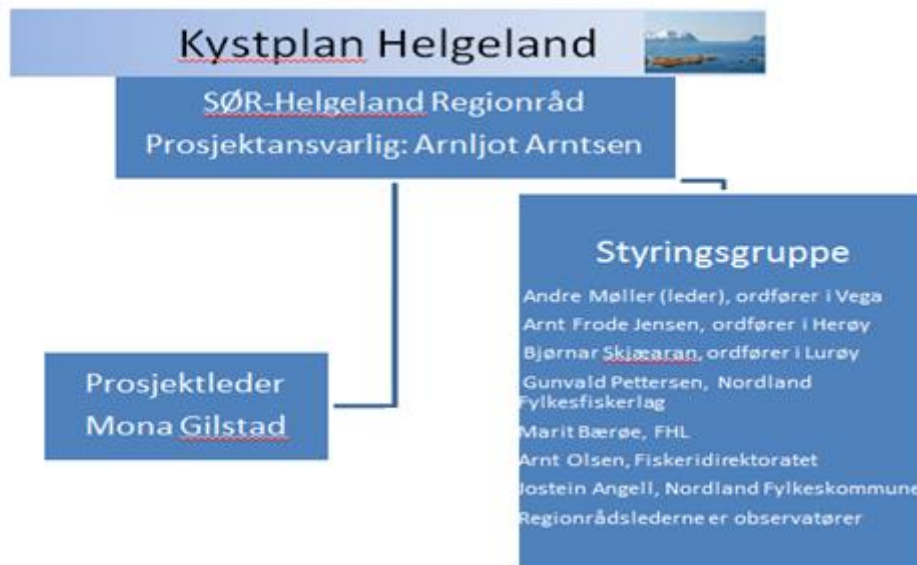 Kystplan Helgeland
SØR-Helgeland Regionråd
Prosjektansvarlig: Arnljot Arntsen
Prosjektleder
Mona Gilstad
Styringsgruppe
Andre Møller (leder), ordfører i Vega
Arnt Frode Jensen, ordfører i Herøy
Bjørnar Skjæaran, ordfører i Lurøy
Gunvald Pettersen, Nordland
Fylkesfiskerlag
Marit Bærøe, FHL
Arnt Olsen, Fiskeridirektoratet
Jostein Angell, Nordland Fylkeskommune
Regionrådslederne er observatører